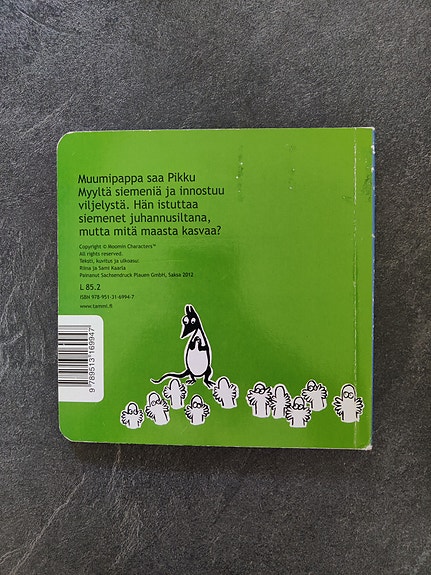 Muumipappa saa Pikku
Myyltä siemeniä ja innostuu
viljelystä. Hän istuttaa
siemenet juhannusiltana,
mutta mitä maasta kasvaa?
Copyright © Moomin Characters™
All rights reserved.
Teksti, kuvitus ja ulkoasu:
Riina ja Sami Kaarla
Painanut Sachsendruck Plauen GmbH, Saksa 2012
L 85.2
ISBN 978-951-31-6994-7
www.tammi.fi
9 789513 169947